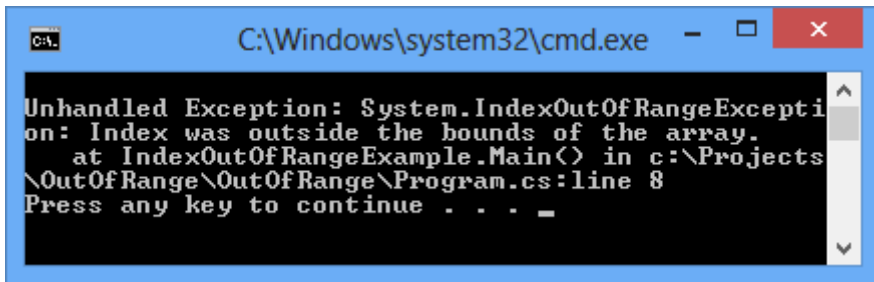 C:\Windows\system32\cmd.exe
Unhandled Exception: System.IndexOutOfRangeExcepti
on: Index was outside the bounds of the array.
   at IndexOutOfRangeExample.Main() in c:\Projects
\OutOfRange\OutOfRange\Program.cs:line 8
Press any key to continue . . . _